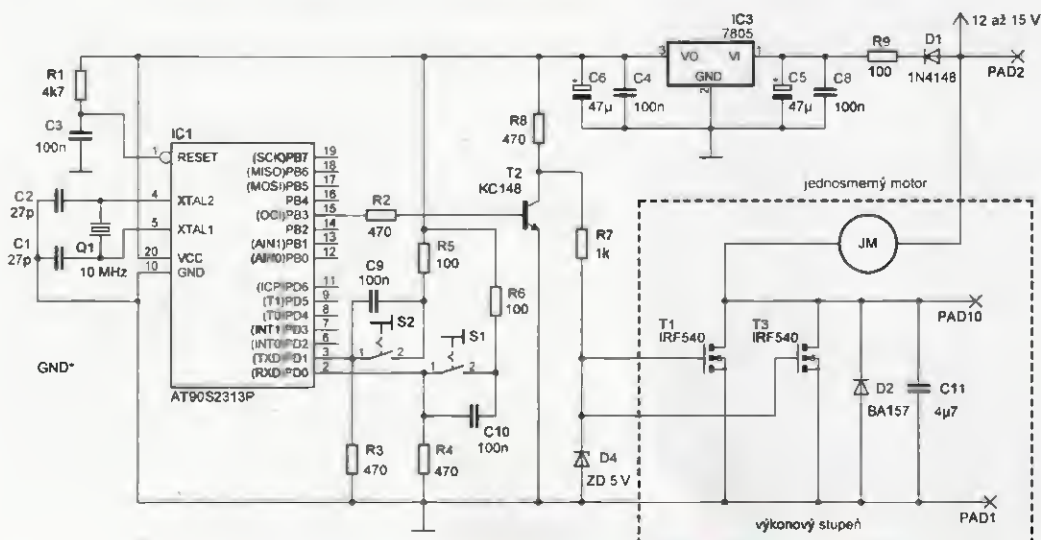 12 až 15 V
IC3
7805
R9
D1
3
VO
VI
1
GND
2
100
1N4148
PAD2
R1
4k7
C6
47µ
C4
100n
C5
47µ
C8
100n
C3
100n
R8
470
IC1
1
RESET
(SCK)PB7
19
(MISO)PB6
18
(MOSI)PB5
17
PB4
16
(OCI)PB3
15
PB2
14
(AIN1)PB1
13
(AIN0)PB0
12
(ICP)PD6
11
(T1)PD5
9
(T0)PD4
8
(INT1)PD3
7
(INT0)PD2
6
(TXD)PD1
3
(RXD)PD0
2
4
XTAL2
5
XTAL1
20
VCC
10
GND
AT90S2313P
C2
27p
C1
27p
Q1
10 MHz
GND*
R2
470
T2
KC148
R7
1k
R5
100
R6
100
C9
100n
S2
1
2
S1
1
2
C10
100n
R3
470
R4
470
D4
ZD 5 V
jednosmerný motor
JM
PAD10
T1
IRF540
T3
IRF540
D2
BA157
C11
4µ7
PAD1
výkonový stupeň